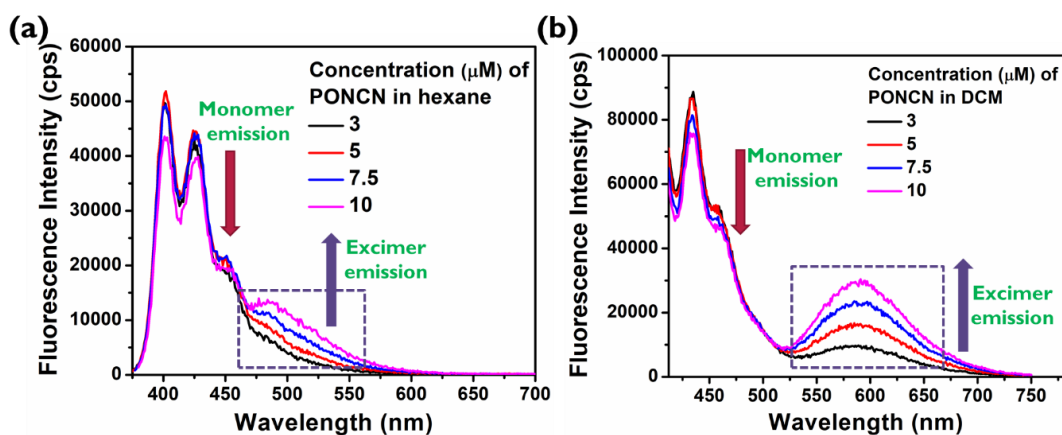 (a)
60000
50000
40000
30000
20000
10000
0
Fluorescence Intensity (cps)
400
450
500
550
600
650
700
Wavelength (nm)
Concentration (μM) of
PONCN in hexane
3
5
7.5
10
Monomer
emission
Excimer
emission
(b)
100000
80000
60000
40000
20000
0
Fluorescence Intensity (cps)
450
500
550
600
650
700
750
Wavelength (nm)
Concentration (μM) of
PONCN in DCM
3
5
7.5
10
Monomer
emission
Excimer
emission